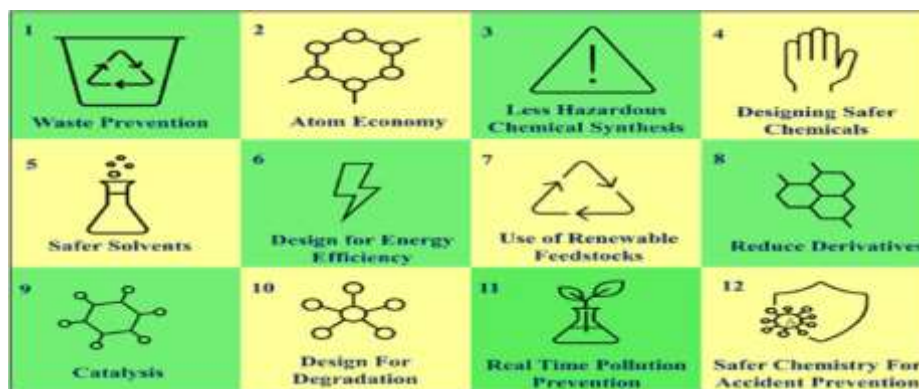 1
Waste Prevention
2
Atom Economy
3
Less Hazardous
Chemical Synthesis
4
Designing Safer
Chemicals
5
Safer Solvents
6
Design for Energy
Efficiency
7
Use of Renewable
Feedstocks
8
Reduce Derivatives
9
Catalysis
10
Design For
Degradation
11
Real Time Pollution
Prevention
12
Safer Chemistry For
Accident Prevention